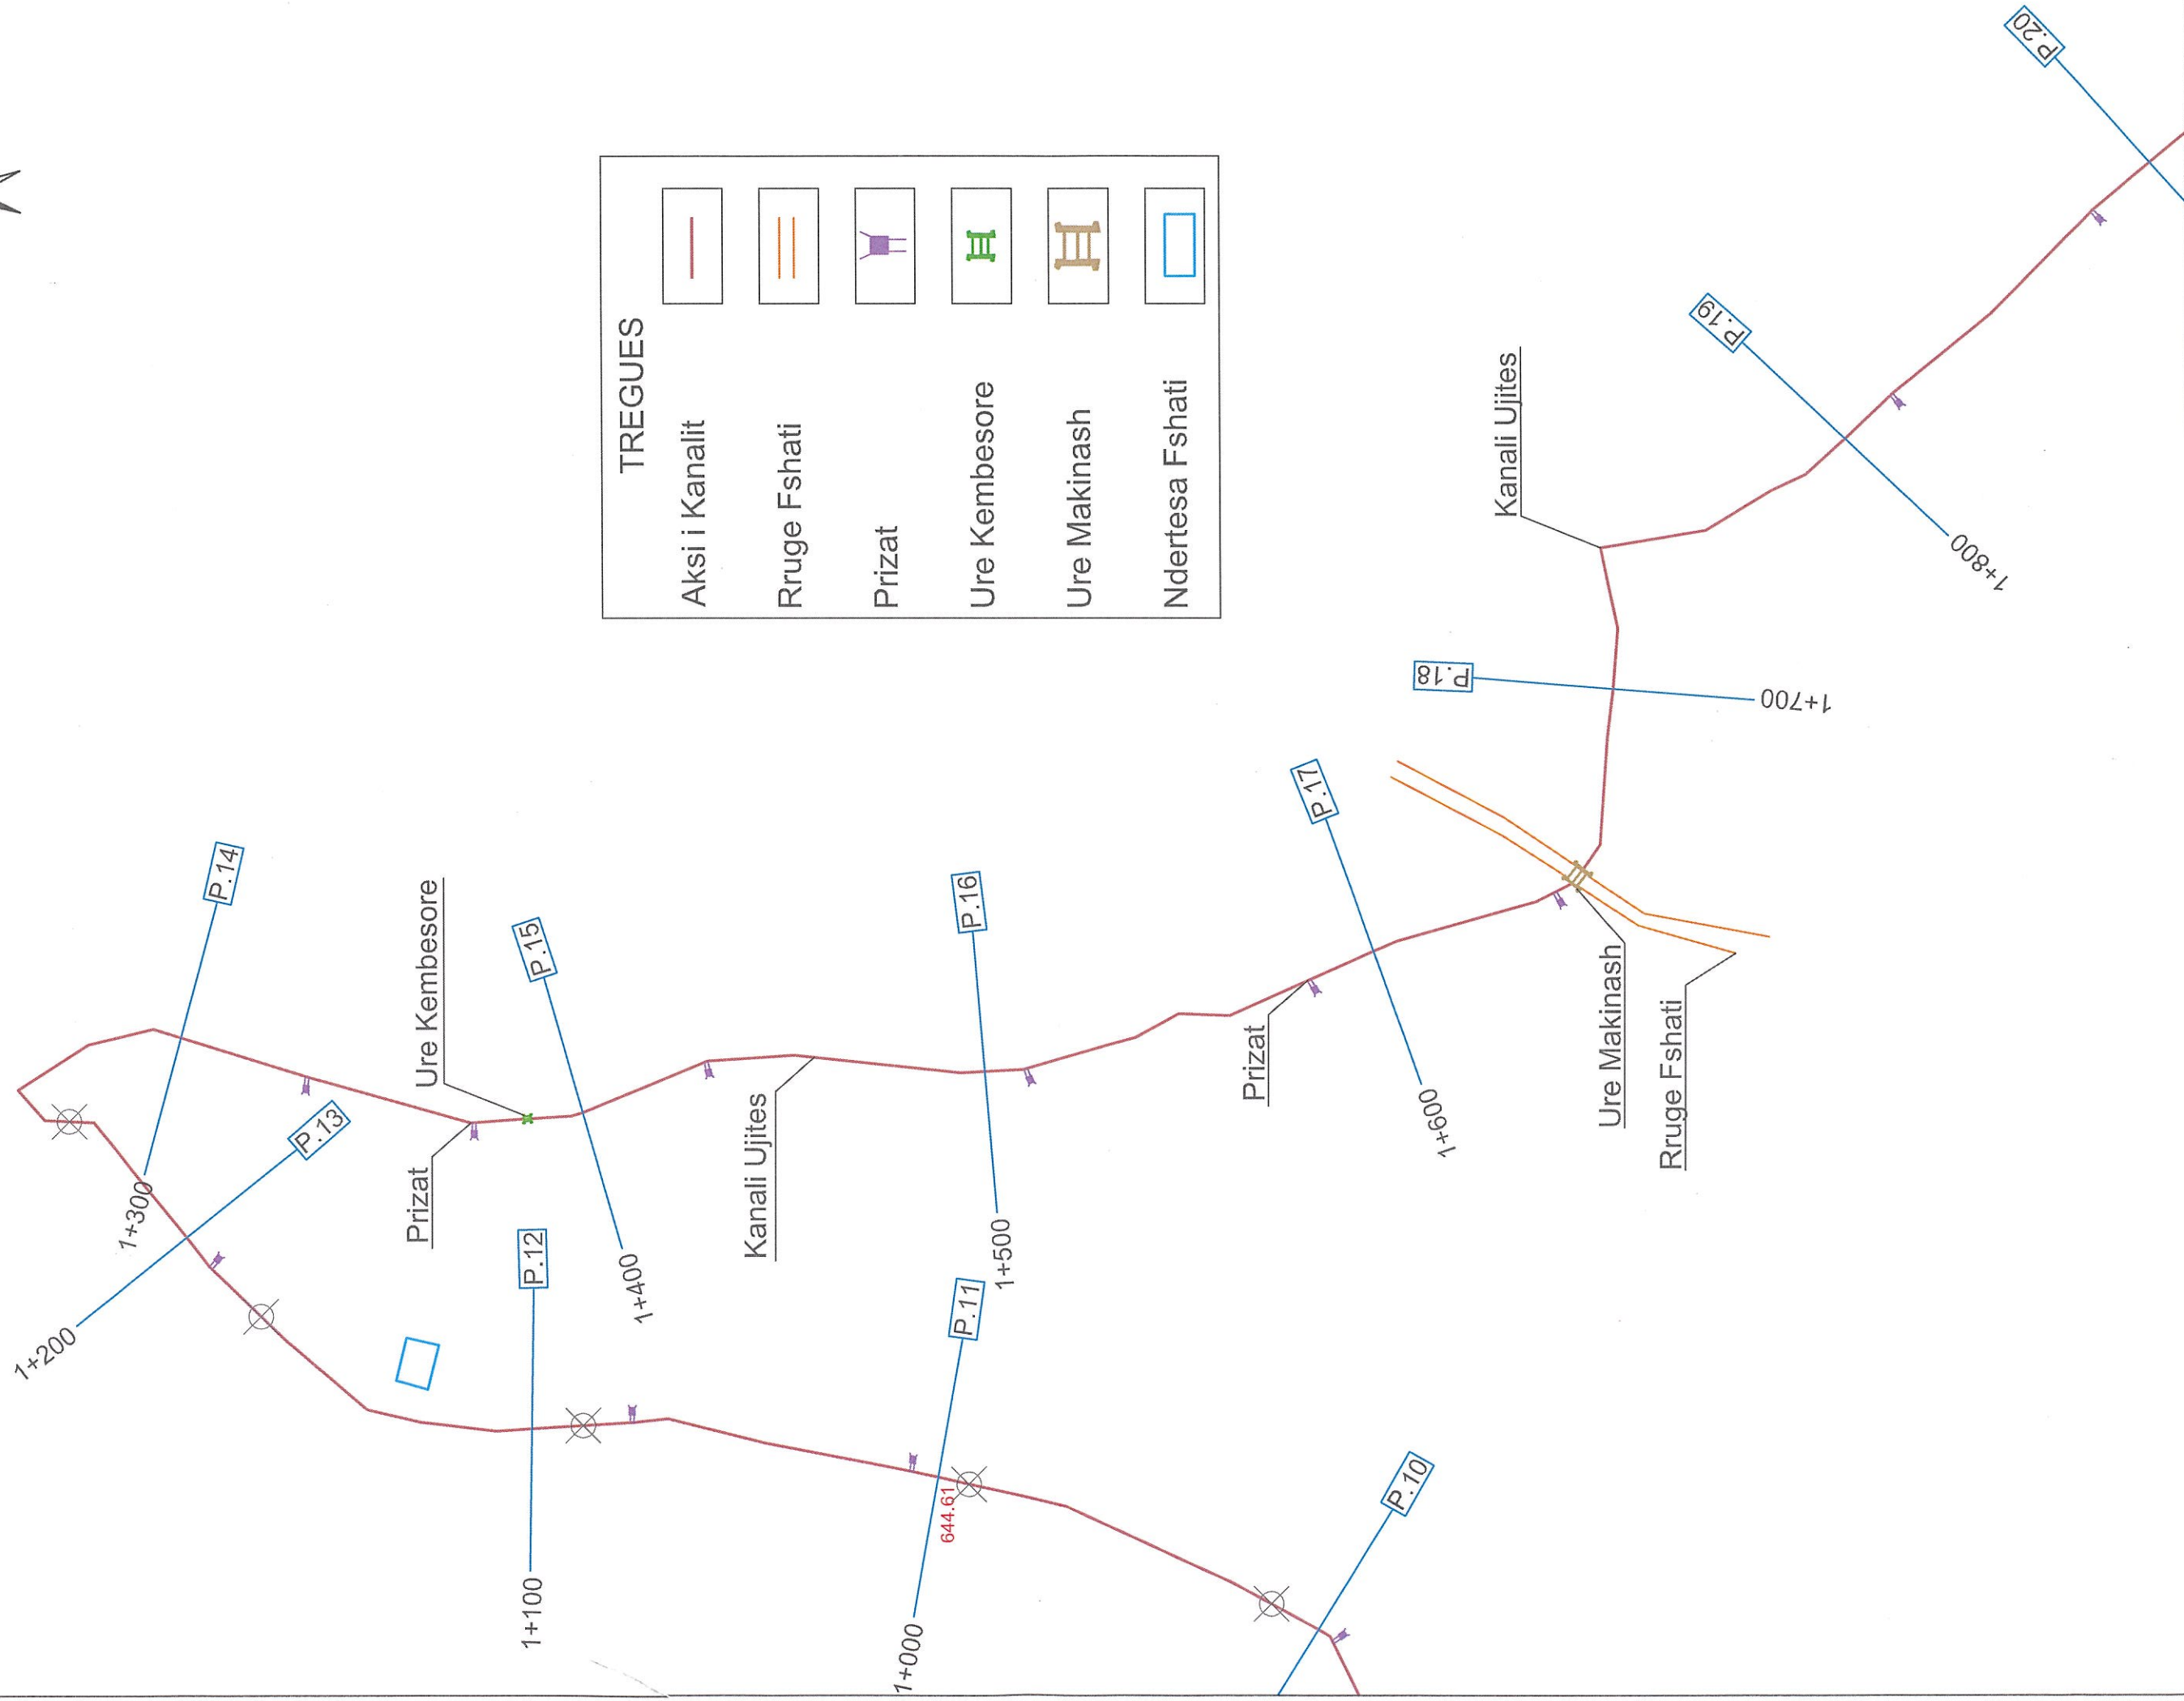 TREGUES
Aksi i Kanalit
Rruge Fshati
Prizat
Ure Kembesore
Ure Makinash
Ndertesa Fshati
P.10
P.11
1+000
644.61
P.12
1+100
P.13
1+200
P.14
1+300
Prizat
Ure Kembesore
P.15
1+400
Kanali Ujites
P.16
1+500
Prizat
P.17
1+600
Ure Makinash
Rruge Fshati
P.18
1+700
Kanali Ujites
P.19
1+800
P.20